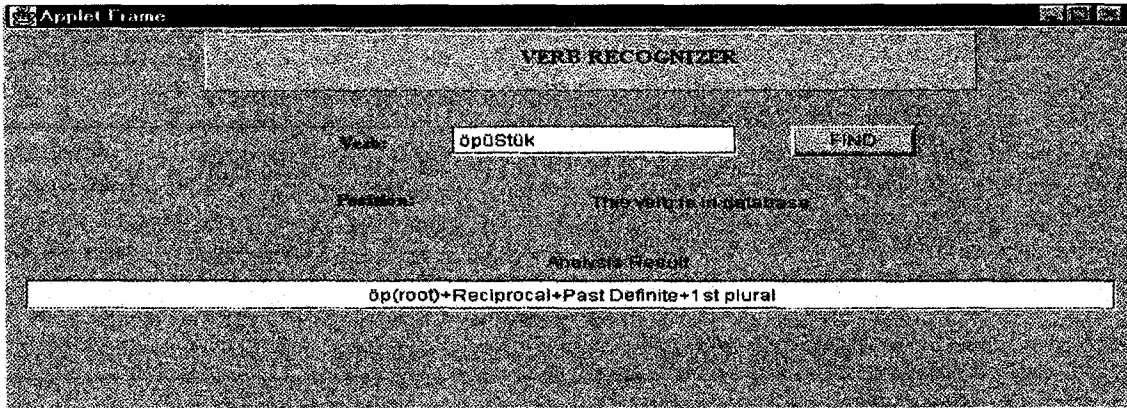 Applet Frame
VERB RECOGNIZER
Verb: öpüStük FIND
Position: This verb is in database
Analysis Result
öp(root)+Reciprocal+Past Definite+1st plural